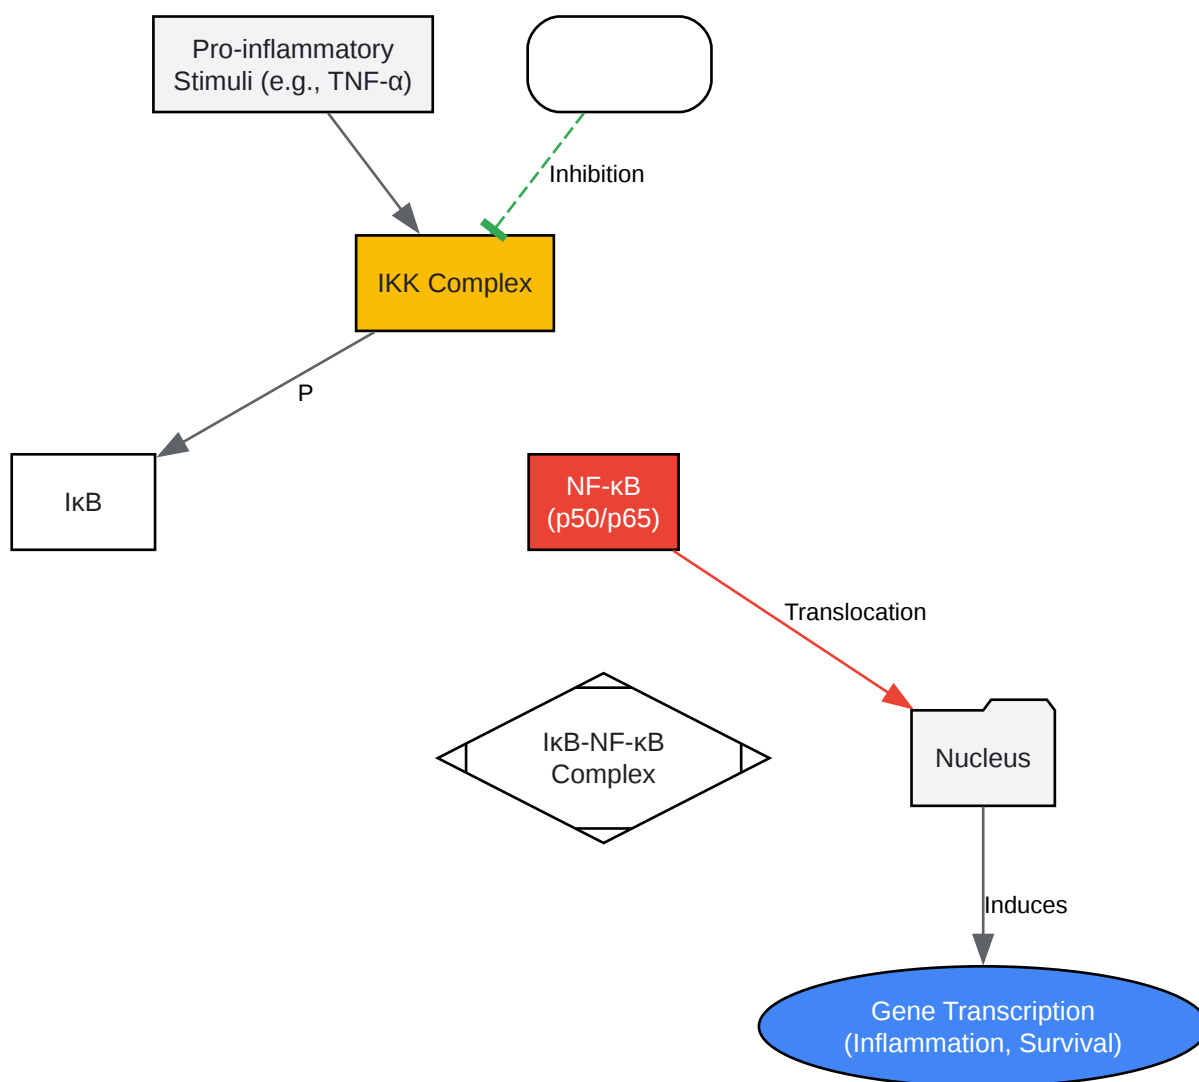 Pro-inflammatory
Stimuli (e.g., TNF-α)
Inhibition
IKK Complex
P
IκB
NF-κB
(p50/p65)
Translocation
IκB-NF-κB
Complex
Nucleus
Induces
Gene Transcription
(Inflammation, Survival)